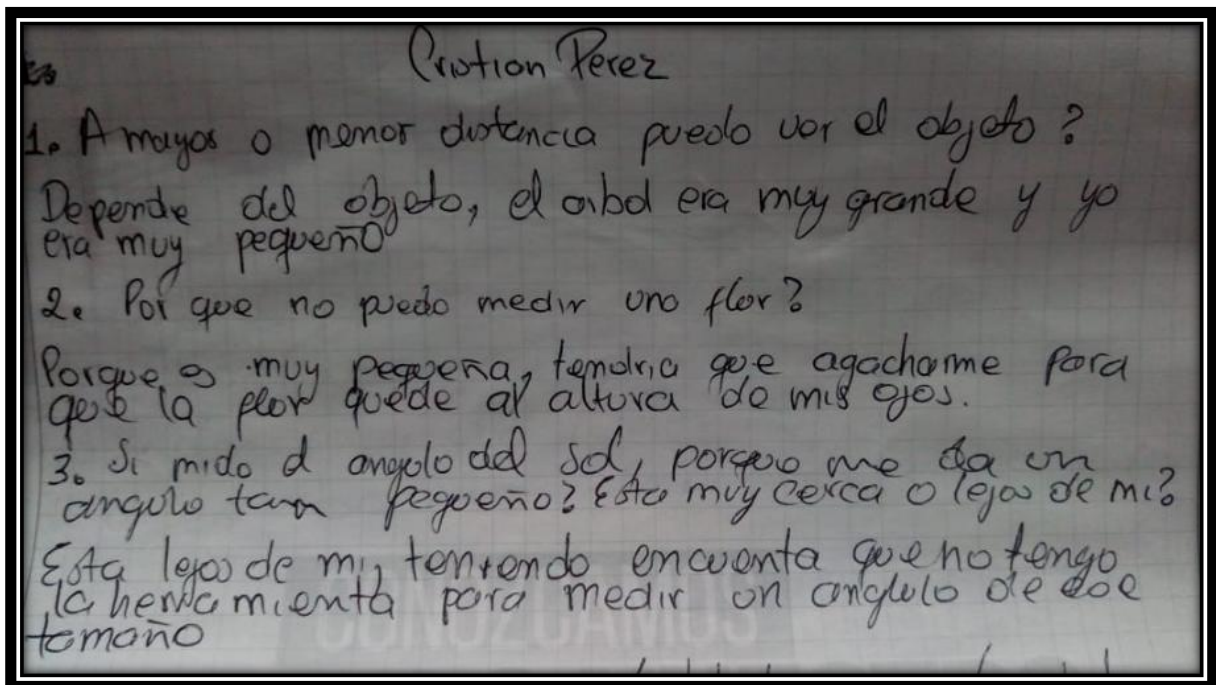 Cristian Perez
1. A mayor o menor distancia puedo ver el objeto?
Depende del objeto, el arbol era muy grande y yo
era muy pequeño
2. Por que no puedo medir una flor?
Porque es muy pequeña, tendria que agacharme para
que la flor quede al altura de mis ojos.
3. Si mido el angulo del sol, porque me da un
angulo tan pequeño? Esta muy cerca o lejos de mi?
Esta lejos de mi, teniendo encuenta que no tengo
la herramienta para medir un angulo de ese
tamaño
CONOZCAMOS